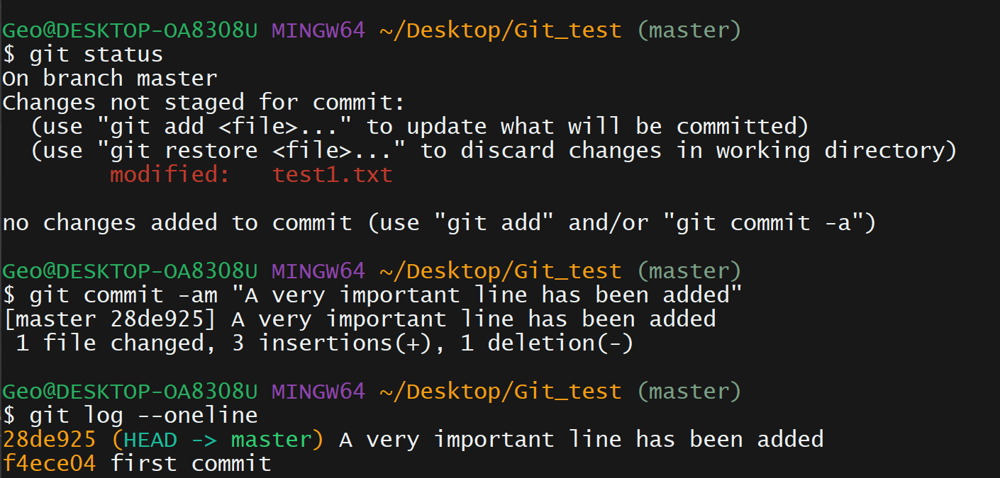 Geo@DESKTOP-OA8308U MINGW64 ~/Desktop/Git_test (master)
$ git status
On branch master
Changes not staged for commit:
  (use "git add <file>..." to update what will be committed)
  (use "git restore <file>..." to discard changes in working directory)
        modified:   test1.txt

no changes added to commit (use "git add" and/or "git commit -a")

Geo@DESKTOP-OA8308U MINGW64 ~/Desktop/Git_test (master)
$ git commit -am "A very important line has been added"
[master 28de925] A very important line has been added
 1 file changed, 3 insertions(+), 1 deletion(-)

Geo@DESKTOP-OA8308U MINGW64 ~/Desktop/Git_test (master)
$ git log --oneline
28de925 (HEAD -> master) A very important line has been added
f4ece04 first commit